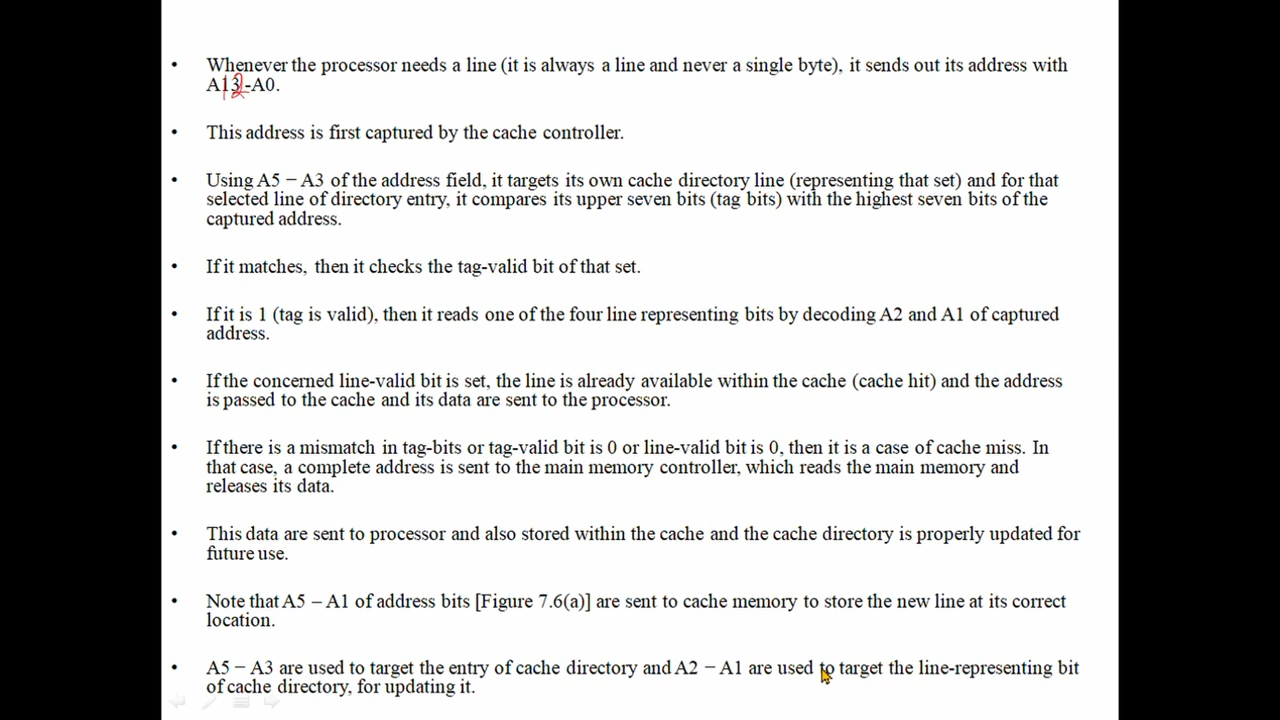 • Whenever the processor needs a line (it is always a line and never a single byte), it sends out its address with
A12-A0.
• This address is first captured by the cache controller.
• Using A5 − A3 of the address field, it targets its own cache directory line (representing that set) and for that
selected line of directory entry, it compares its upper seven bits (tag bits) with the highest seven bits of the
captured address.
• If it matches, then it checks the tag-valid bit of that set.
• If it is 1 (tag is valid), then it reads one of the four line representing bits by decoding A2 and A1 of captured
address.
• If the concerned line-valid bit is set, the line is already available within the cache (cache hit) and the address
is passed to the cache and its data are sent to the processor.
• If there is a mismatch in tag-bits or tag-valid bit is 0 or line-valid bit is 0, then it is a case of cache miss. In
that case, a complete address is sent to the main memory controller, which reads the main memory and
releases its data.
• This data are sent to processor and also stored within the cache and the cache directory is properly updated for
future use.
• Note that A5 – A1 of address bits [Figure 7.6(a)] are sent to cache memory to store the new line at its correct
location.
• A5 − A3 are used to target the entry of cache directory and A2 − A1 are used to target the line-representing bit
of cache directory, for updating it.